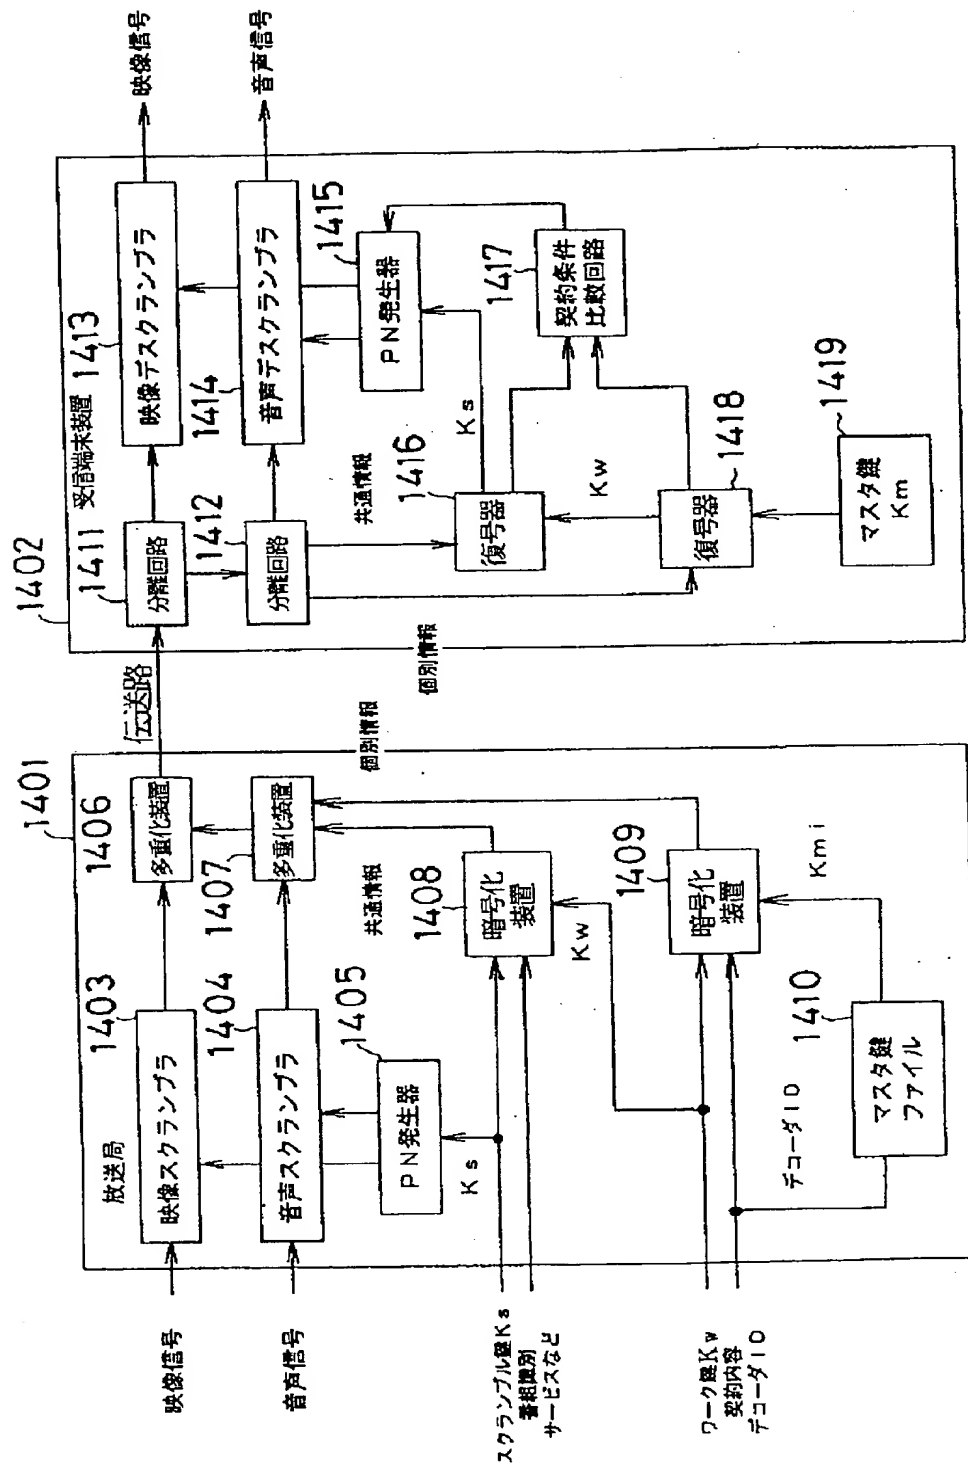 映像信号
音声信号
スクランブル鍵Ks
番組識別
サービスなど
ワーク鍵Kw
契約内容
デコーダID
1401
放送局
1403
映像スクランブラ
1404
音声スクランブラ
1405
PN発生器
Ks
1406
多重化装置
1407
多重化装置
共通情報
個別情報
1408
暗号化
装置
Kw
1409
暗号化
装置
Kmi
デコーダID
1410
マスタ鍵
ファイル
伝送路
1402
受信端末装置
1411
分離回路
1412
分離回路
個別情報
共通情報
1413
映像デスクランブラ
1414
音声デスクランブラ
1415
PN発生器
Ks
1416
復号器
Kw
1417
契約条件
比較回路
1418
復号器
1419
マスタ鍵
Km
映像信号
音声信号